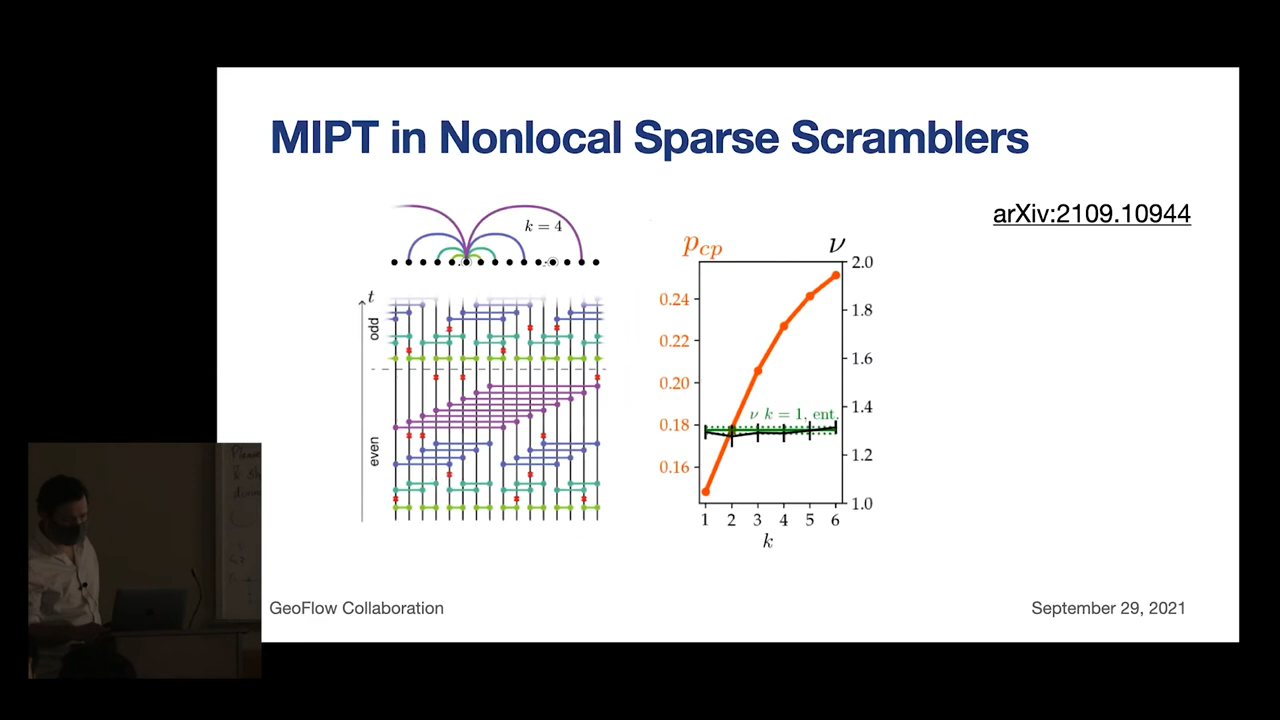 MIPT in Nonlocal Sparse Scramblers
arXiv:2109.10944
k = 4
t
odd
even
p_cp
ν
2.0
0.24
1.8
0.22
1.6
0.20
1.4
ν k = 1, ent.
0.18
1.2
0.16
1.0
1 2 3 4 5 6
k
GeoFlow Collaboration
September 29, 2021